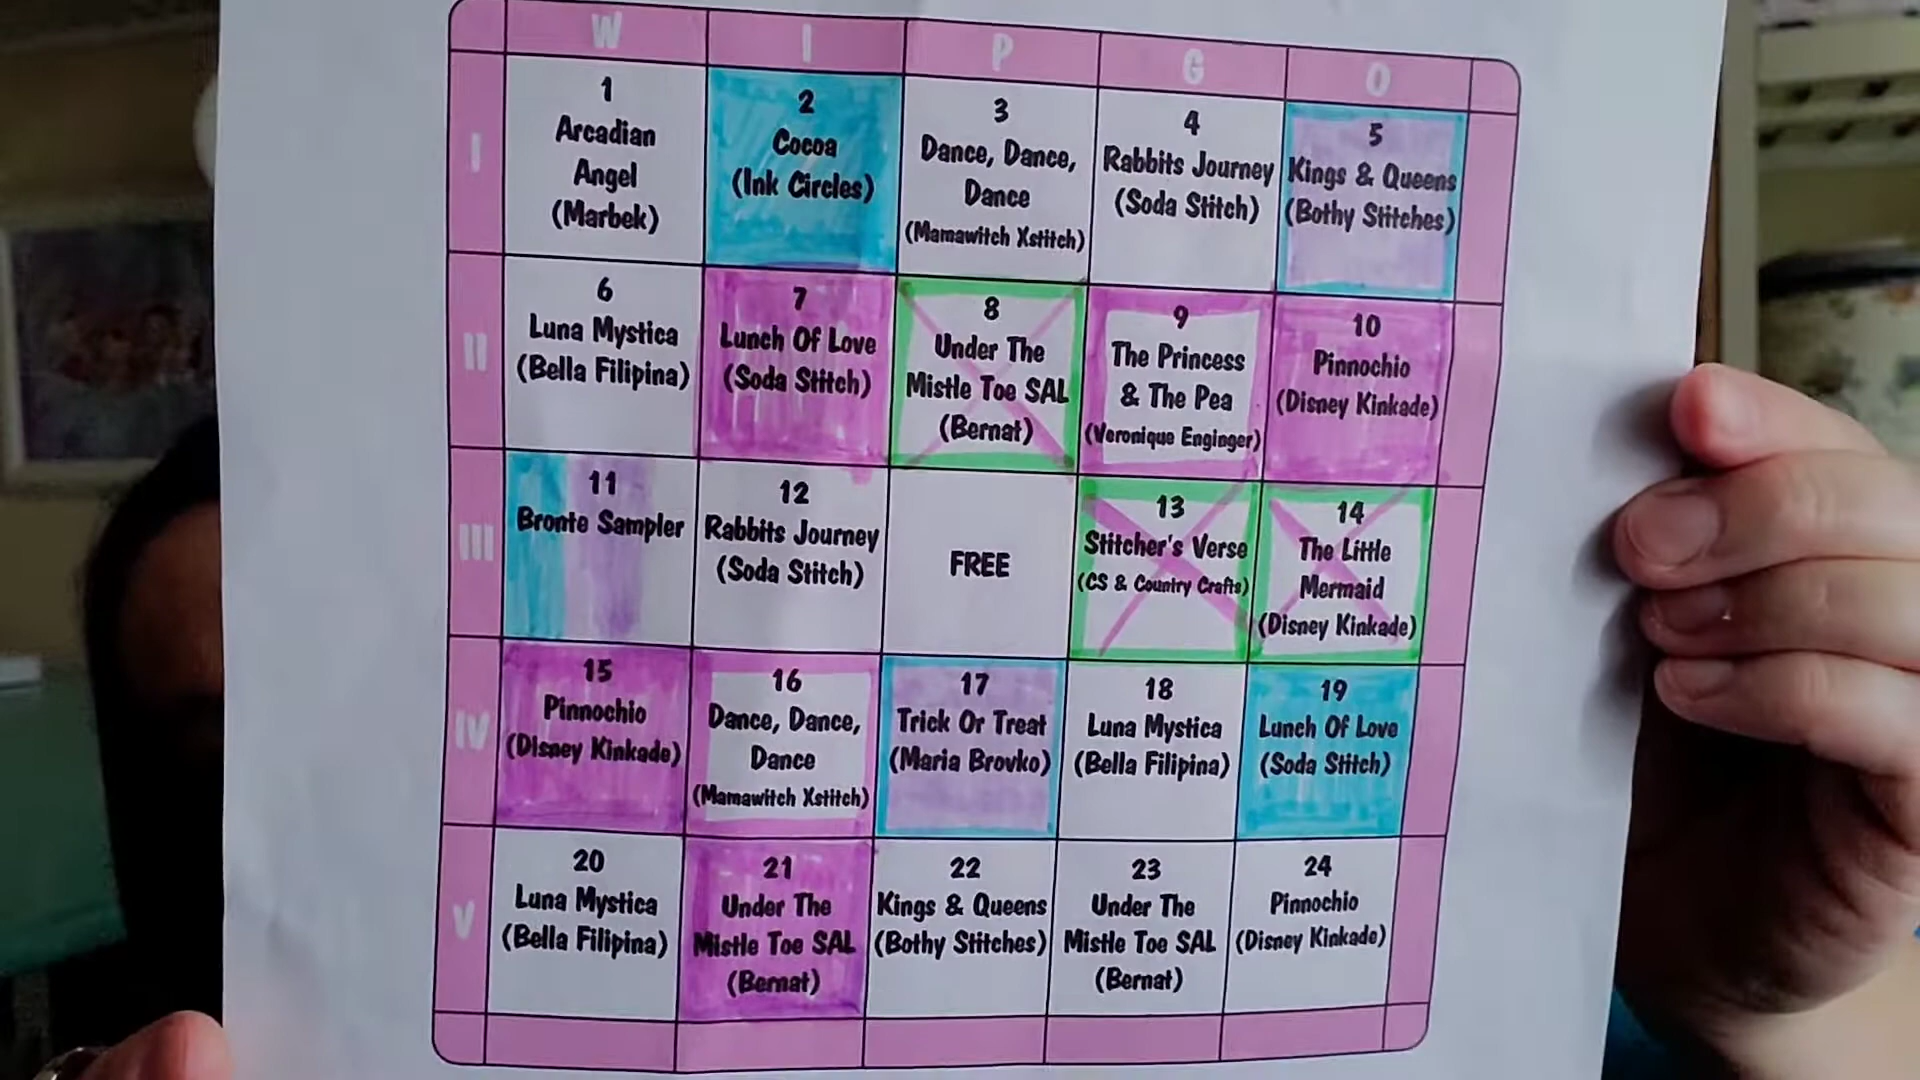 W I P G O
I
1
Arcadian
Angel
(Marbek)
2
Cocoa
(Ink Circles)
3
Dance, Dance,
Dance
(Mamawitch Xstitch)
4
Rabbits Journey
(Soda Stitch)
5
Kings & Queens
(Bothy Stitches)
II
6
Luna Mystica
(Bella Filipina)
7
Lunch Of Love
(Soda Stitch)
8
Under The
Mistle Toe SAL
(Bernat)
9
The Princess
& The Pea
(Veronique Enginger)
10
Pinnochio
(Disney Kinkade)
III
11
Bronte Sampler
12
Rabbits Journey
(Soda Stitch)
FREE
13
Stitcher's Verse
(CS & Country Crafts)
14
The Little
Mermaid
(Disney Kinkade)
IV
15
Pinnochio
(Disney Kinkade)
16
Dance, Dance,
Dance
(Mamawitch Xstitch)
17
Trick Or Treat
(Maria Brovko)
18
Luna Mystica
(Bella Filipina)
19
Lunch Of Love
(Soda Stitch)
V
20
Luna Mystica
(Bella Filipina)
21
Under The
Mistle Toe SAL
(Bernat)
22
Kings & Queens
(Bothy Stitches)
23
Under The
Mistle Toe SAL
(Bernat)
24
Pinnochio
(Disney Kinkade)